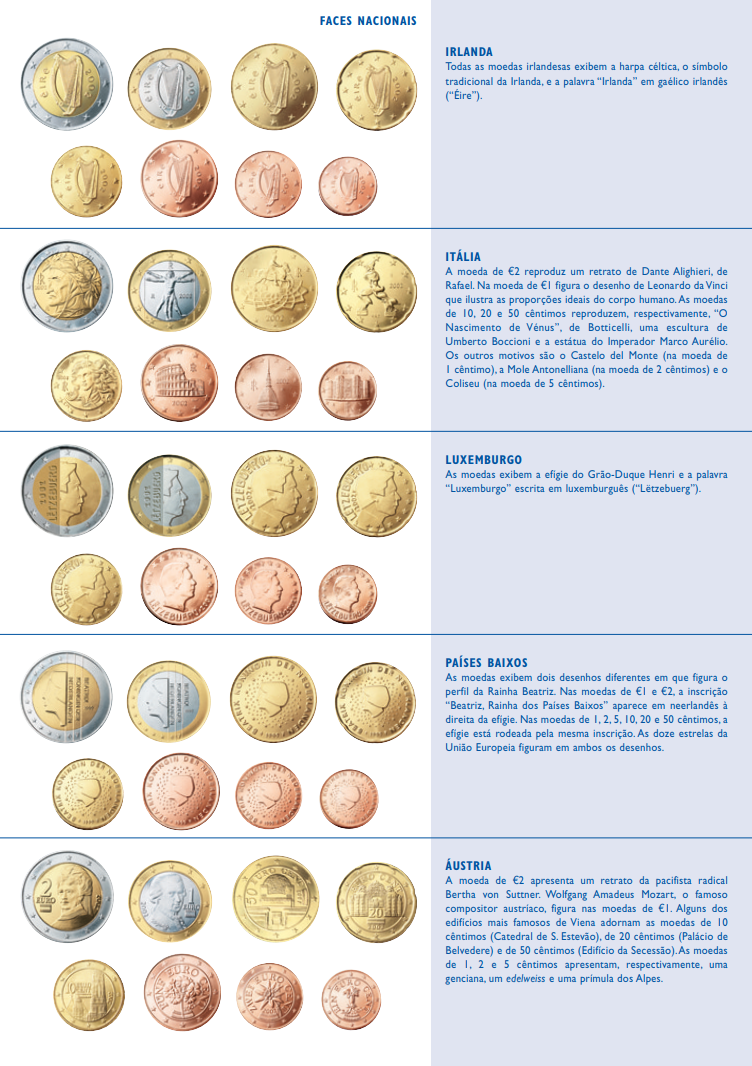 FACES NACIONAIS
IRLANDA
Todas as moedas irlandesas exibem a harpa céltica, o símbolo
tradicional da Irlanda, e a palavra “Irlanda” em gaélico irlandês
(“Éire”).
ITÁLIA
A moeda de €2 reproduz um retrato de Dante Alighieri, de
Rafael. Na moeda de €1 figura o desenho de Leonardo da Vinci
que ilustra as proporções ideais do corpo humano. As moedas
de 10, 20 e 50 cêntimos reproduzem, respectivamente, “O
Nascimento de Vénus”, de Botticelli, uma escultura de
Umberto Boccioni e a estátua do Imperador Marco Aurélio.
Os outros motivos são o Castelo del Monte (na moeda de
1 cêntimo), a Mole Antonelliana (na moeda de 2 cêntimos) e o
Coliseu (na moeda de 5 cêntimos).
LUXEMBURGO
As moedas exibem a efígie do Grão-Duque Henri e a palavra
“Luxemburgo” escrita em luxemburguês (“Lëtzebuerg”).
PAÍSES BAIXOS
As moedas exibem dois desenhos diferentes em que figura o
perfil da Rainha Beatriz. Nas moedas de €1 e €2, a inscrição
“Beatriz, Rainha dos Países Baixos” aparece em neerlandês à
direita da efígie. Nas moedas de 1, 2, 5, 10, 20 e 50 cêntimos, a
efígie está rodeada pela mesma inscrição. As doze estrelas da
União Europeia figuram em ambos os desenhos.
ÁUSTRIA
A moeda de €2 apresenta um retrato da pacifista radical
Bertha von Suttner. Wolfgang Amadeus Mozart, o famoso
compositor austríaco, figura nas moedas de €1. Alguns dos
edifícios mais famosos de Viena adornam as moedas de 10
cêntimos (Catedral de S. Estevão), de 20 cêntimos (Palácio de
Belvedere) e de 50 cêntimos (Edifício da Secessão). As moedas
de 1, 2 e 5 cêntimos apresentam, respectivamente, uma
genciana, um edelweiss e uma prímula dos Alpes.